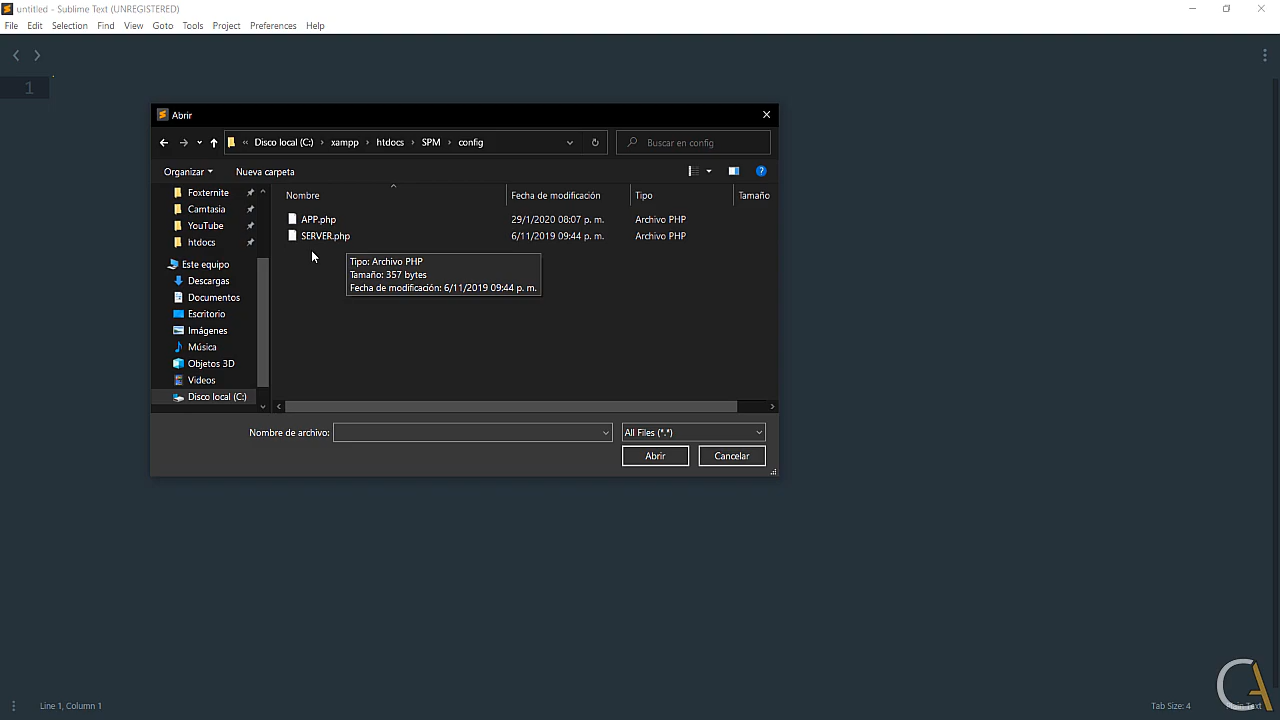 untitled - Sublime Text (UNREGISTERED)
File Edit Selection Find View Goto Tools Project Preferences Help
1
Abrir
« Disco local (C:) > xampp > htdocs > SPM > config
Buscar en config
Organizar Nueva carpeta
Nombre Fecha de modificación Tipo Tamaño
Foxternite
Camtasia
YouTube
htdocs
Este equipo
Descargas
Documentos
Escritorio
Imágenes
Música
Objetos 3D
Videos
Disco local (C:)
APP.php 29/1/2020 08:07 p. m. Archivo PHP
SERVER.php 6/11/2019 09:44 p. m. Archivo PHP
Tipo: Archivo PHP
Tamaño: 357 bytes
Fecha de modificación: 6/11/2019 09:44 p. m.
Nombre de archivo:
All Files (*.*)
Abrir Cancelar
Line 1, Column 1
Tab Size: 4
Plain Text
CA